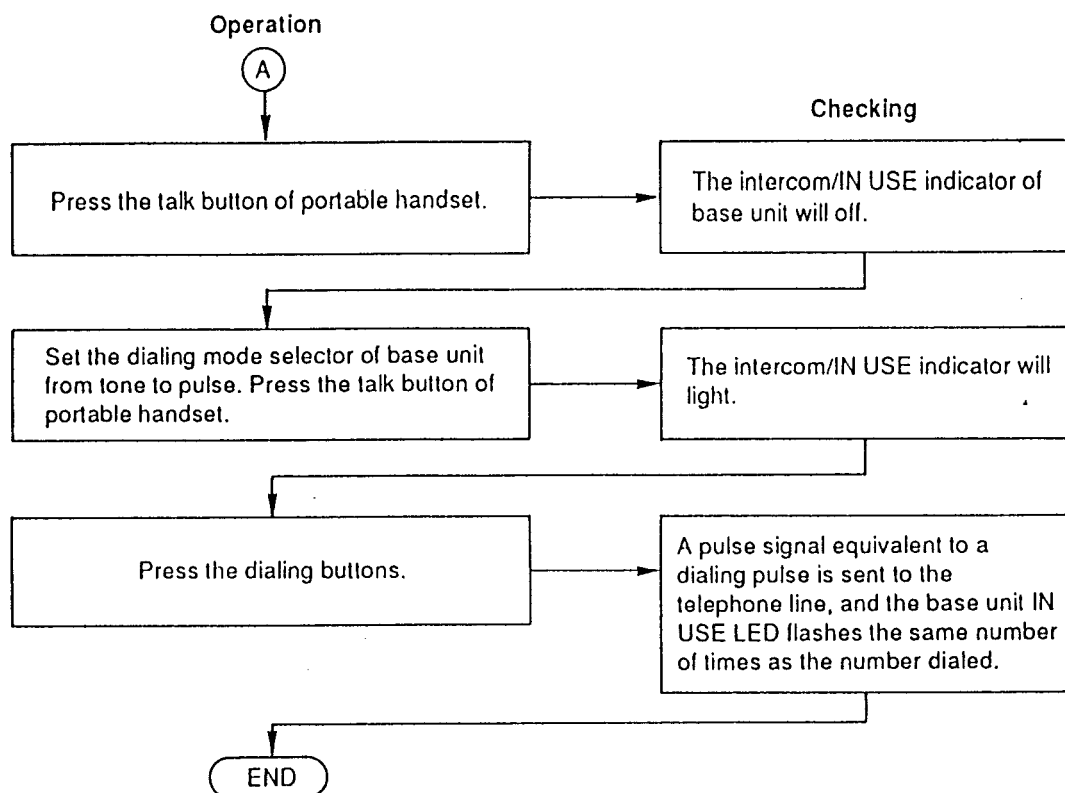 Operation
A
Checking
Press the talk button of portable handset.
The intercom/IN USE indicator of
base unit will off.
Set the dialing mode selector of base unit
from tone to pulse. Press the talk button of
portable handset.
The intercom/IN USE indicator will
light.
Press the dialing buttons.
A pulse signal equivalent to a
dialing pulse is sent to the
telephone line, and the base unit IN
USE LED flashes the same number
of times as the number dialed.
END